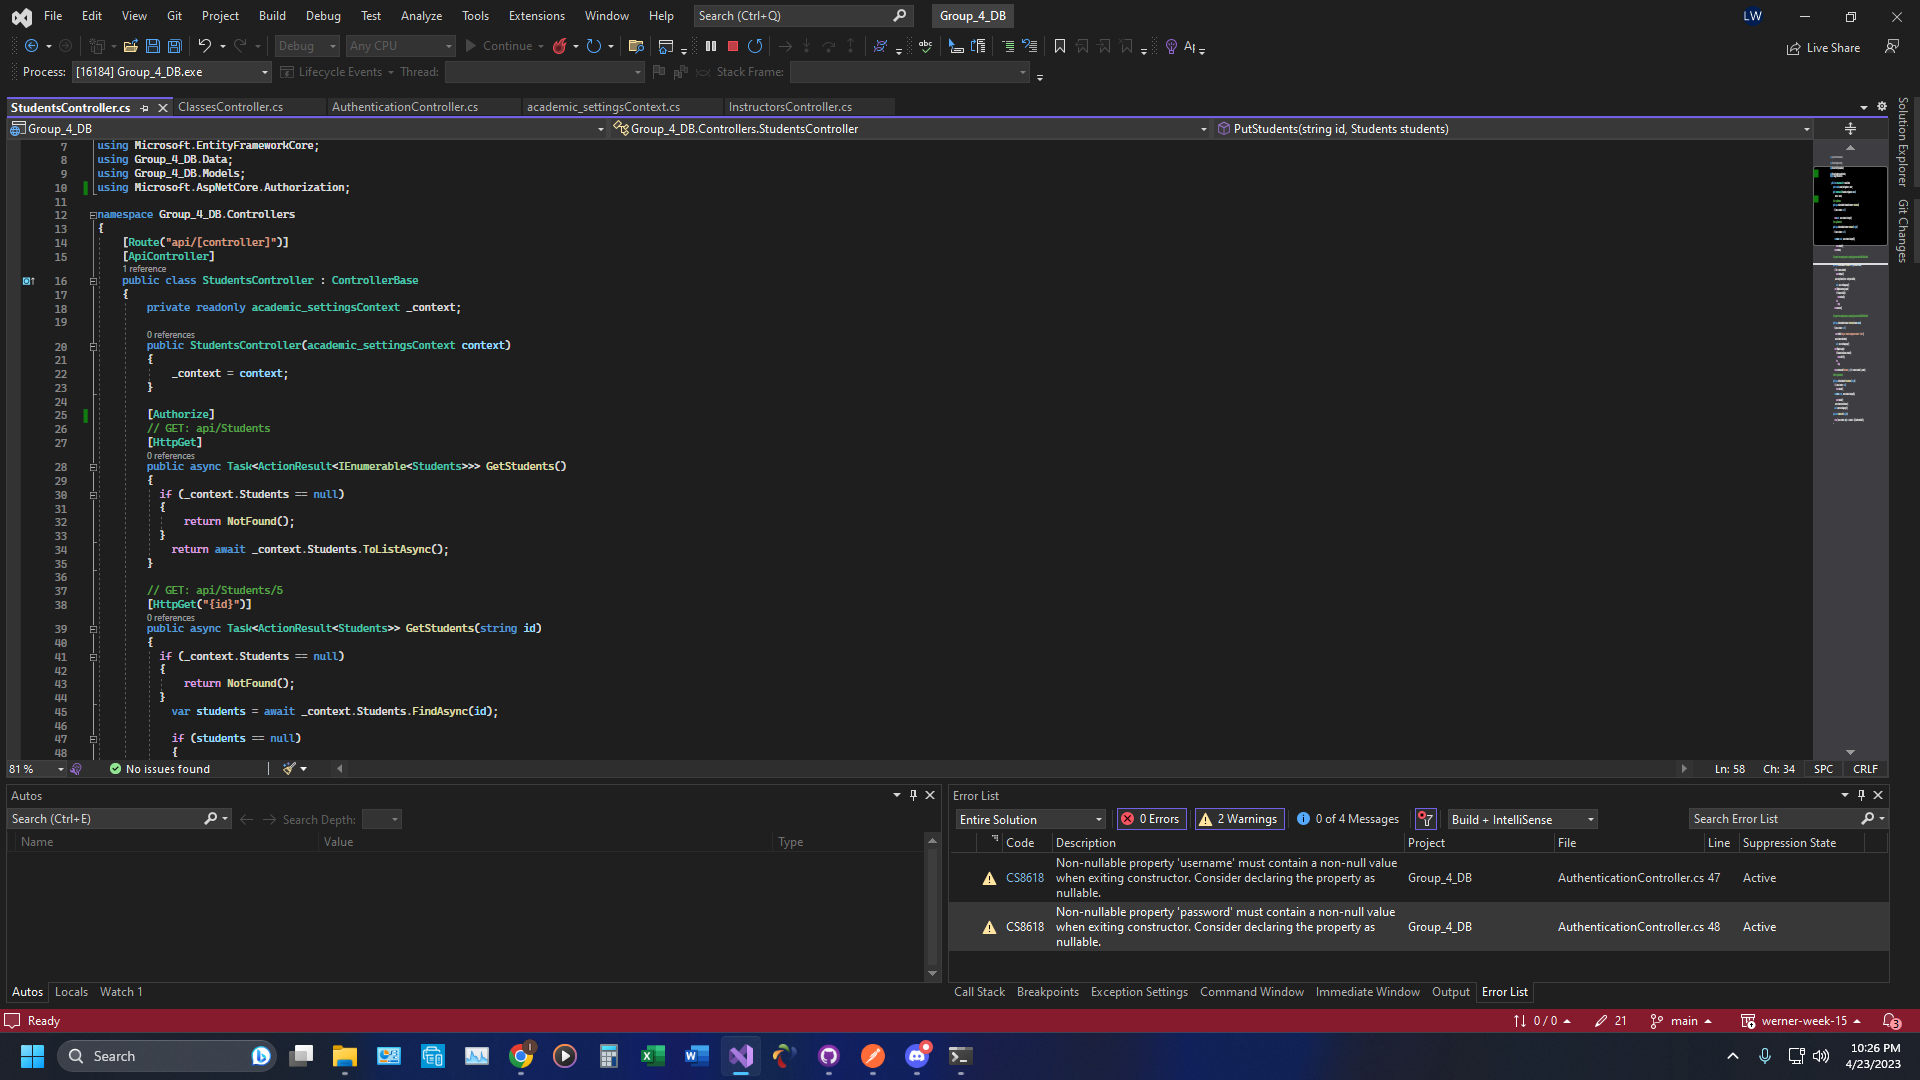 File Edit View Git Project Build Debug Test Analyze Tools Extensions Window Help Search (Ctrl+Q) Group_4_DB LW
Debug Any CPU Continue Live Share
Process: [16184] Group_4_DB.exe Lifecycle Events Thread: Stack Frame:
StudentsController.cs ClassesController.cs AuthenticationController.cs academic_settingsContext.cs InstructorsController.cs
Group_4_DB Group_4_DB.Controllers.StudentsController PutStudents(string id, Students students)
Solution Explorer
Git Changes
7 using Microsoft.EntityFrameworkCore;
8 using Group_4_DB.Data;
9 using Group_4_DB.Models;
10 using Microsoft.AspNetCore.Authorization;
11
12 namespace Group_4_DB.Controllers
13 {
14 [Route("api/[controller]")]
15 [ApiController]
1 reference
16 public class StudentsController : ControllerBase
17 {
18 private readonly academic_settingsContext _context;
19
0 references
20 public StudentsController(academic_settingsContext context)
21 {
22 _context = context;
23 }
24
25 [Authorize]
26 // GET: api/Students
27 [HttpGet]
0 references
28 public async Task<ActionResult<IEnumerable<Students>>> GetStudents()
29 {
30 if (_context.Students == null)
31 {
32 return NotFound();
33 }
34 return await _context.Students.ToListAsync();
35 }
36
37 // GET: api/Students/5
38 [HttpGet("{id}")]
0 references
39 public async Task<ActionResult<Students>> GetStudents(string id)
40 {
41 if (_context.Students == null)
42 {
43 return NotFound();
44 }
45 var students = await _context.Students.FindAsync(id);
46
47 if (students == null)
48 {
81 % No issues found Ln: 58 Ch: 34 SPC CRLF
Autos
Search (Ctrl+E) Search Depth:
Name Value Type
Autos Locals Watch 1
Error List
Entire Solution 0 Errors 2 Warnings 0 of 4 Messages Build + IntelliSense Search Error List
Code Description Project File Line Suppression State
CS8618 Non-nullable property 'username' must contain a non-null value when exiting constructor. Consider declaring the property as nullable. Group_4_DB AuthenticationController.cs 47 Active
CS8618 Non-nullable property 'password' must contain a non-null value when exiting constructor. Consider declaring the property as nullable. Group_4_DB AuthenticationController.cs 48 Active
Call Stack Breakpoints Exception Settings Command Window Immediate Window Output Error List
Ready 0 / 0 21 main werner-week-15 3
Search 10:26 PM
4/23/2023